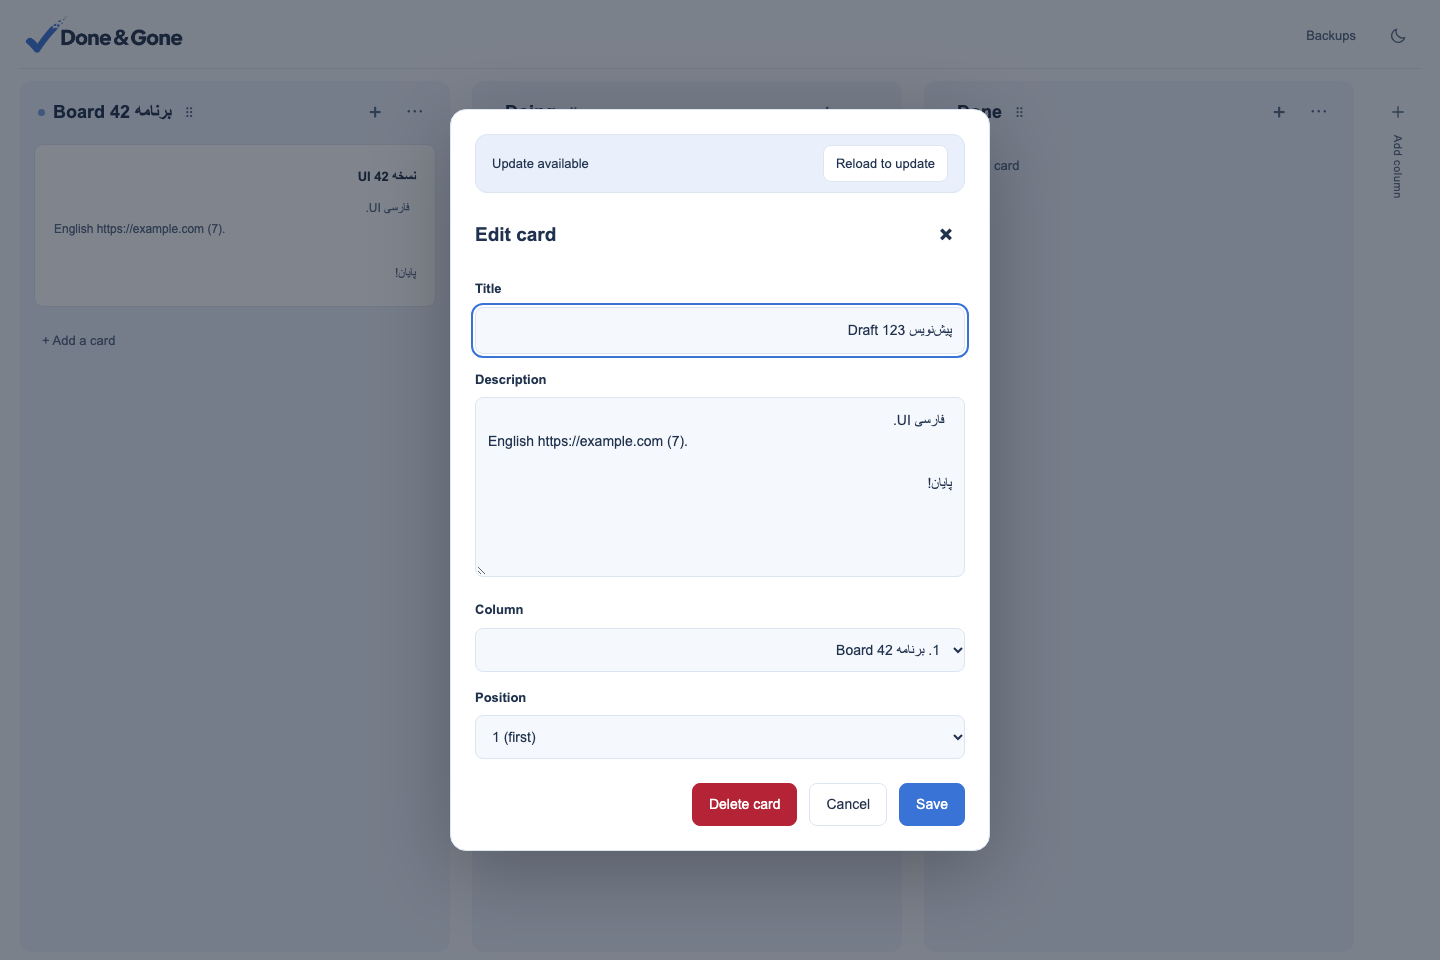 Done & Gone
Backups
Board 42 برنامه
Done
Add column
نسخه 42 UI
فارسی UI.
English https://example.com (7).
پایان!
+ Add a card
card
Update available
Reload to update
Edit card
Title
پیش‌نویس Draft 123
Description
فارسی UI.
English https://example.com (7).
پایان!
Column
1. برنامه Board 42
Position
1 (first)
Delete card
Cancel
Save